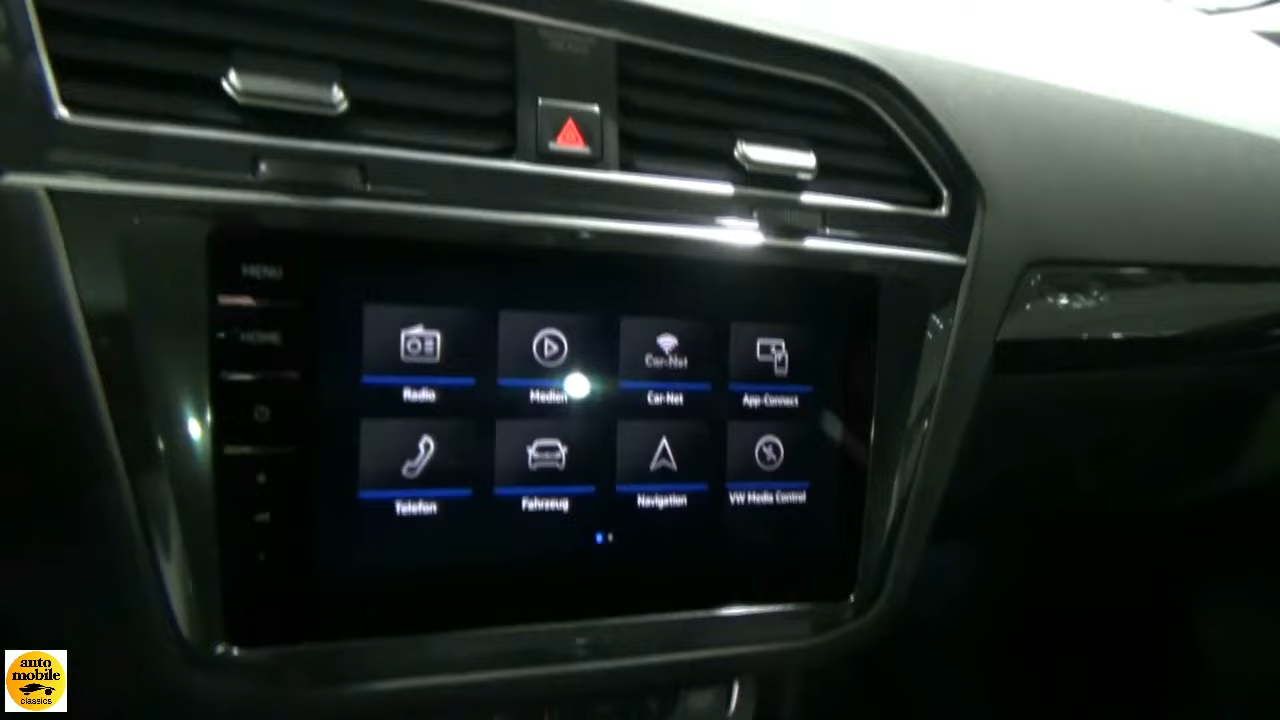 MENU
HOME
Car-Net
Radio
Medien
Car-Net
App-Connect
Telefon
Fahrzeug
Navigation
VW Media Control
auto
mobile
classics